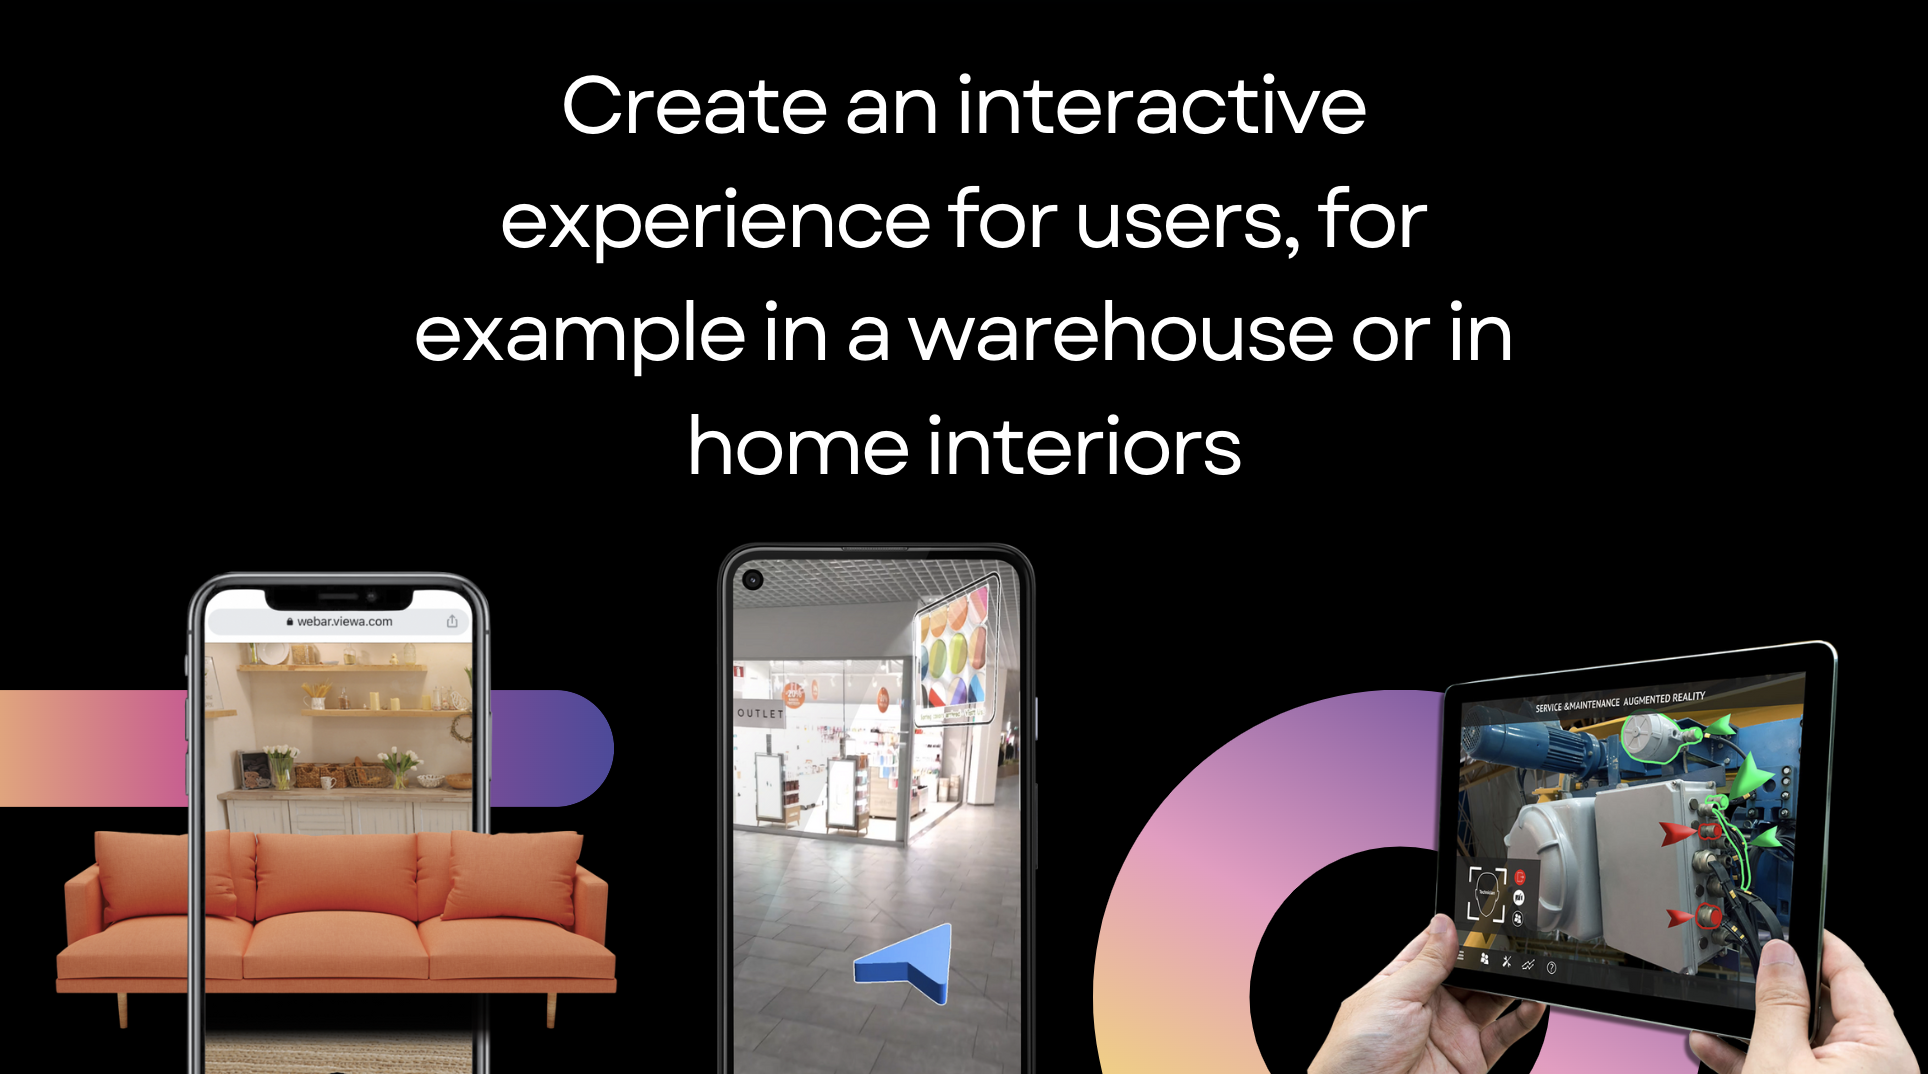 Create an interactive
experience for users, for
example in a warehouse or in
home interiors
webar.viewa.com
OUTLET
SERVICE &MAINTENANCE AUGMENTED REALITY